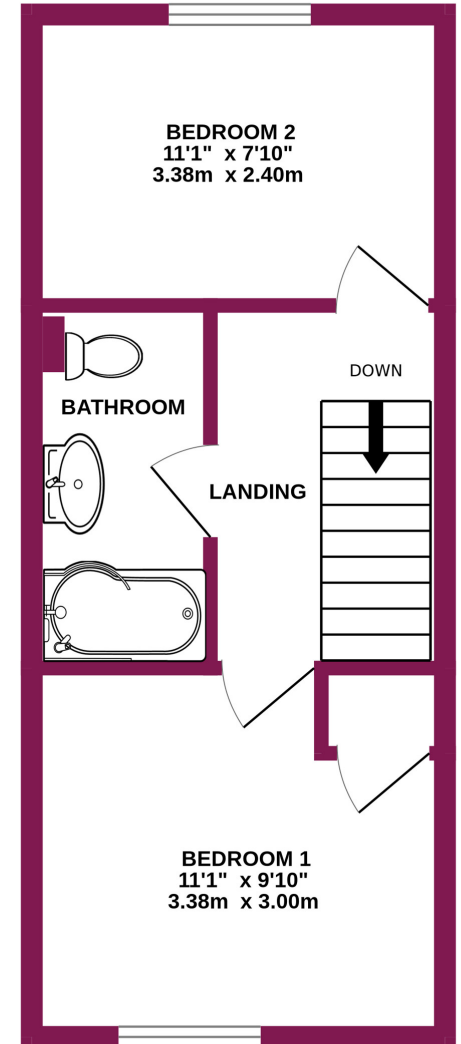 BEDROOM 2
11'1" x 7'10"
3.38m x 2.40m
DOWN
BATHROOM
LANDING
BEDROOM 1
11'1" x 9'10"
3.38m x 3.00m